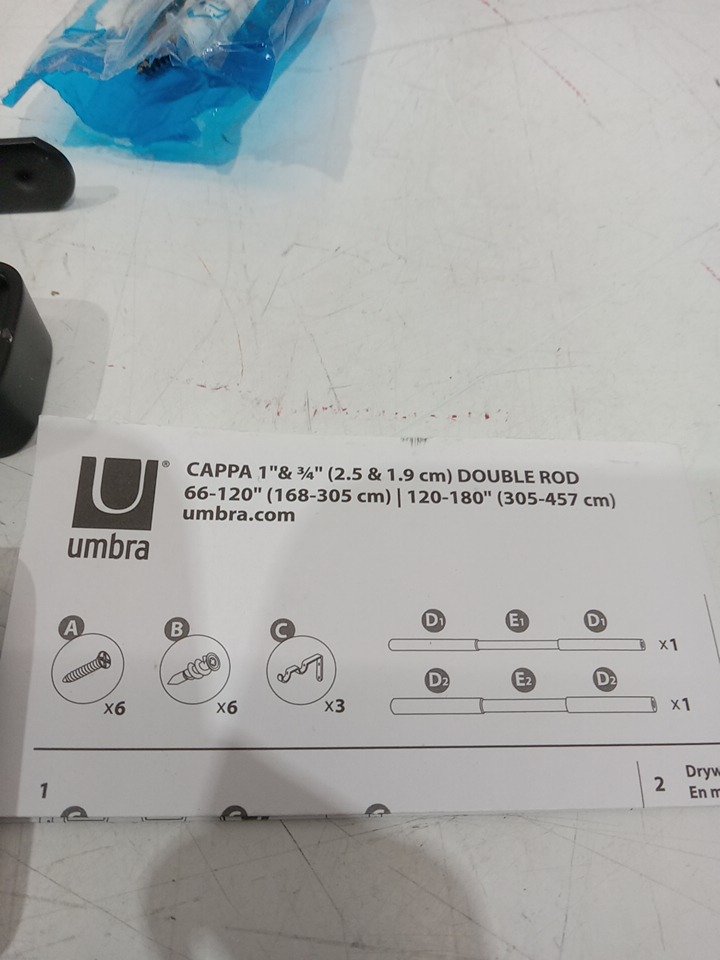 U®
umbra
CAPPA 1"& ¾" (2.5 & 1.9 cm) DOUBLE ROD
66-120" (168-305 cm) | 120-180" (305-457 cm)
umbra.com
A
x6
B
x6
C
x3
D1 E1 D1
x1
D2 E2 D2
x1
1
2
En